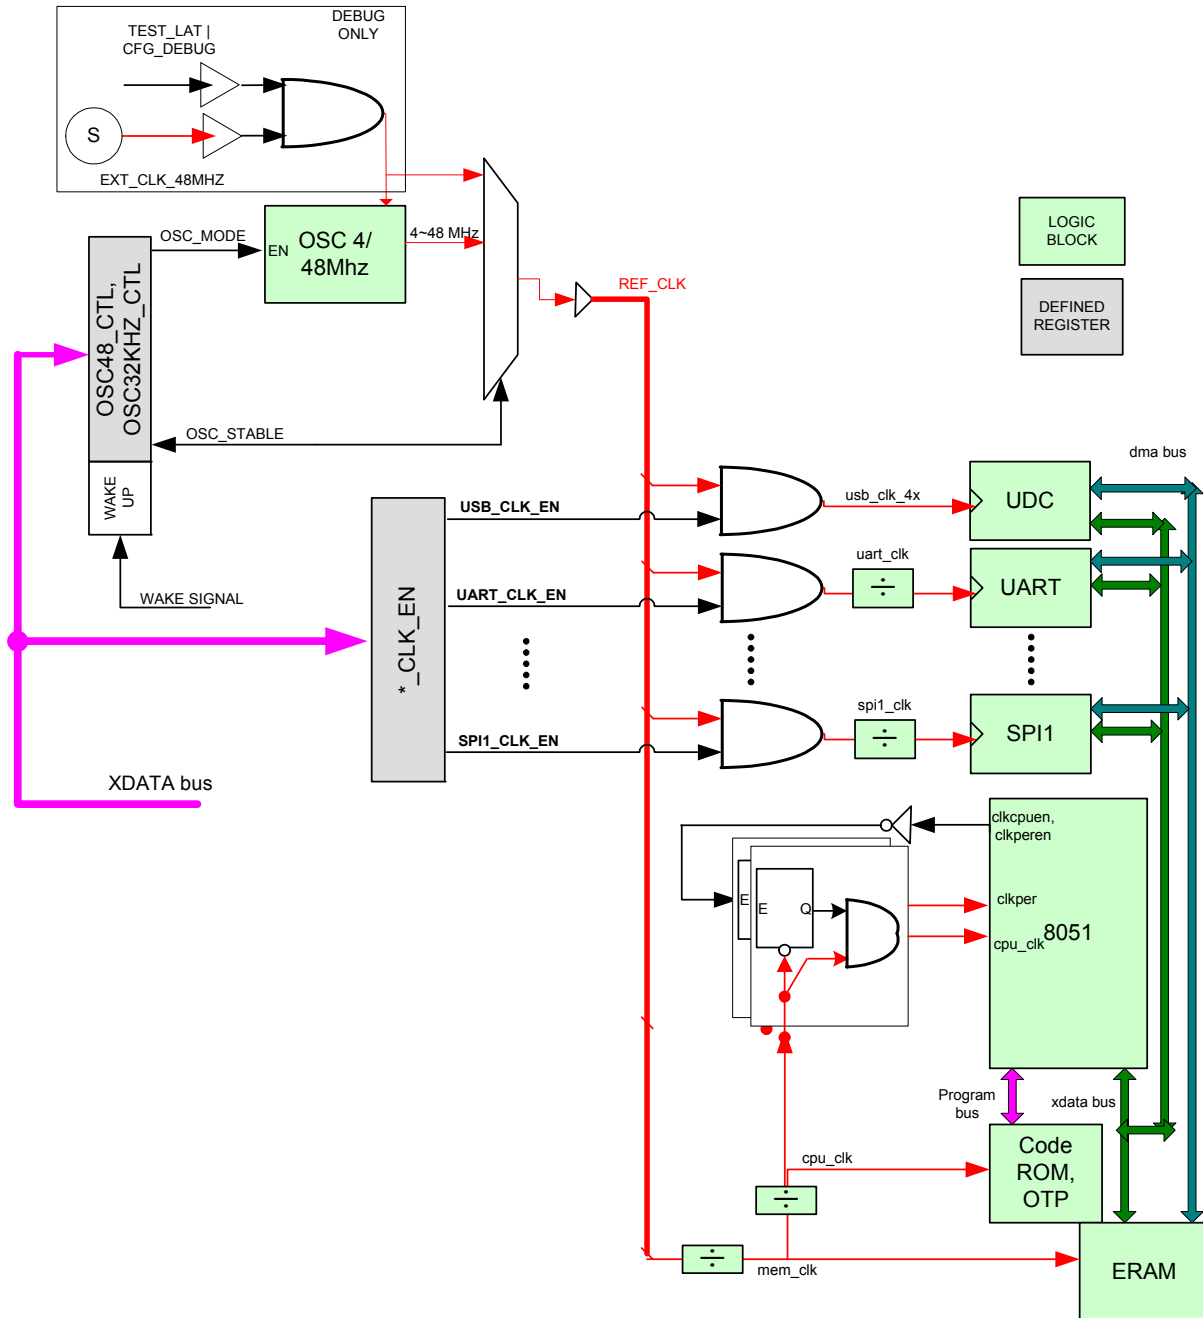 DEBUG
ONLY
TEST_LAT |
CFG_DEBUG
S
EXT_CLK_48MHZ
OSC_MODE
EN
OSC 4/
48Mhz
4~48 MHz
REF_CLK
LOGIC
BLOCK
DEFINED
REGISTER
OSC48_CTL,
OSC32KHZ_CTL
WAKE
UP
OSC_STABLE
WAKE SIGNAL
XDATA bus
*_CLK_EN
USB_CLK_EN
UART_CLK_EN
SPI1_CLK_EN
usb_clk_4x
UDC
dma bus
uart_clk
÷
UART
spi1_clk
÷
SPI1
clkcpuen,
clkperen
E
E
Q
clkper
cpu_clk
8051
Program
bus
xdata bus
cpu_clk
÷
Code
ROM,
OTP
÷
mem_clk
ERAM